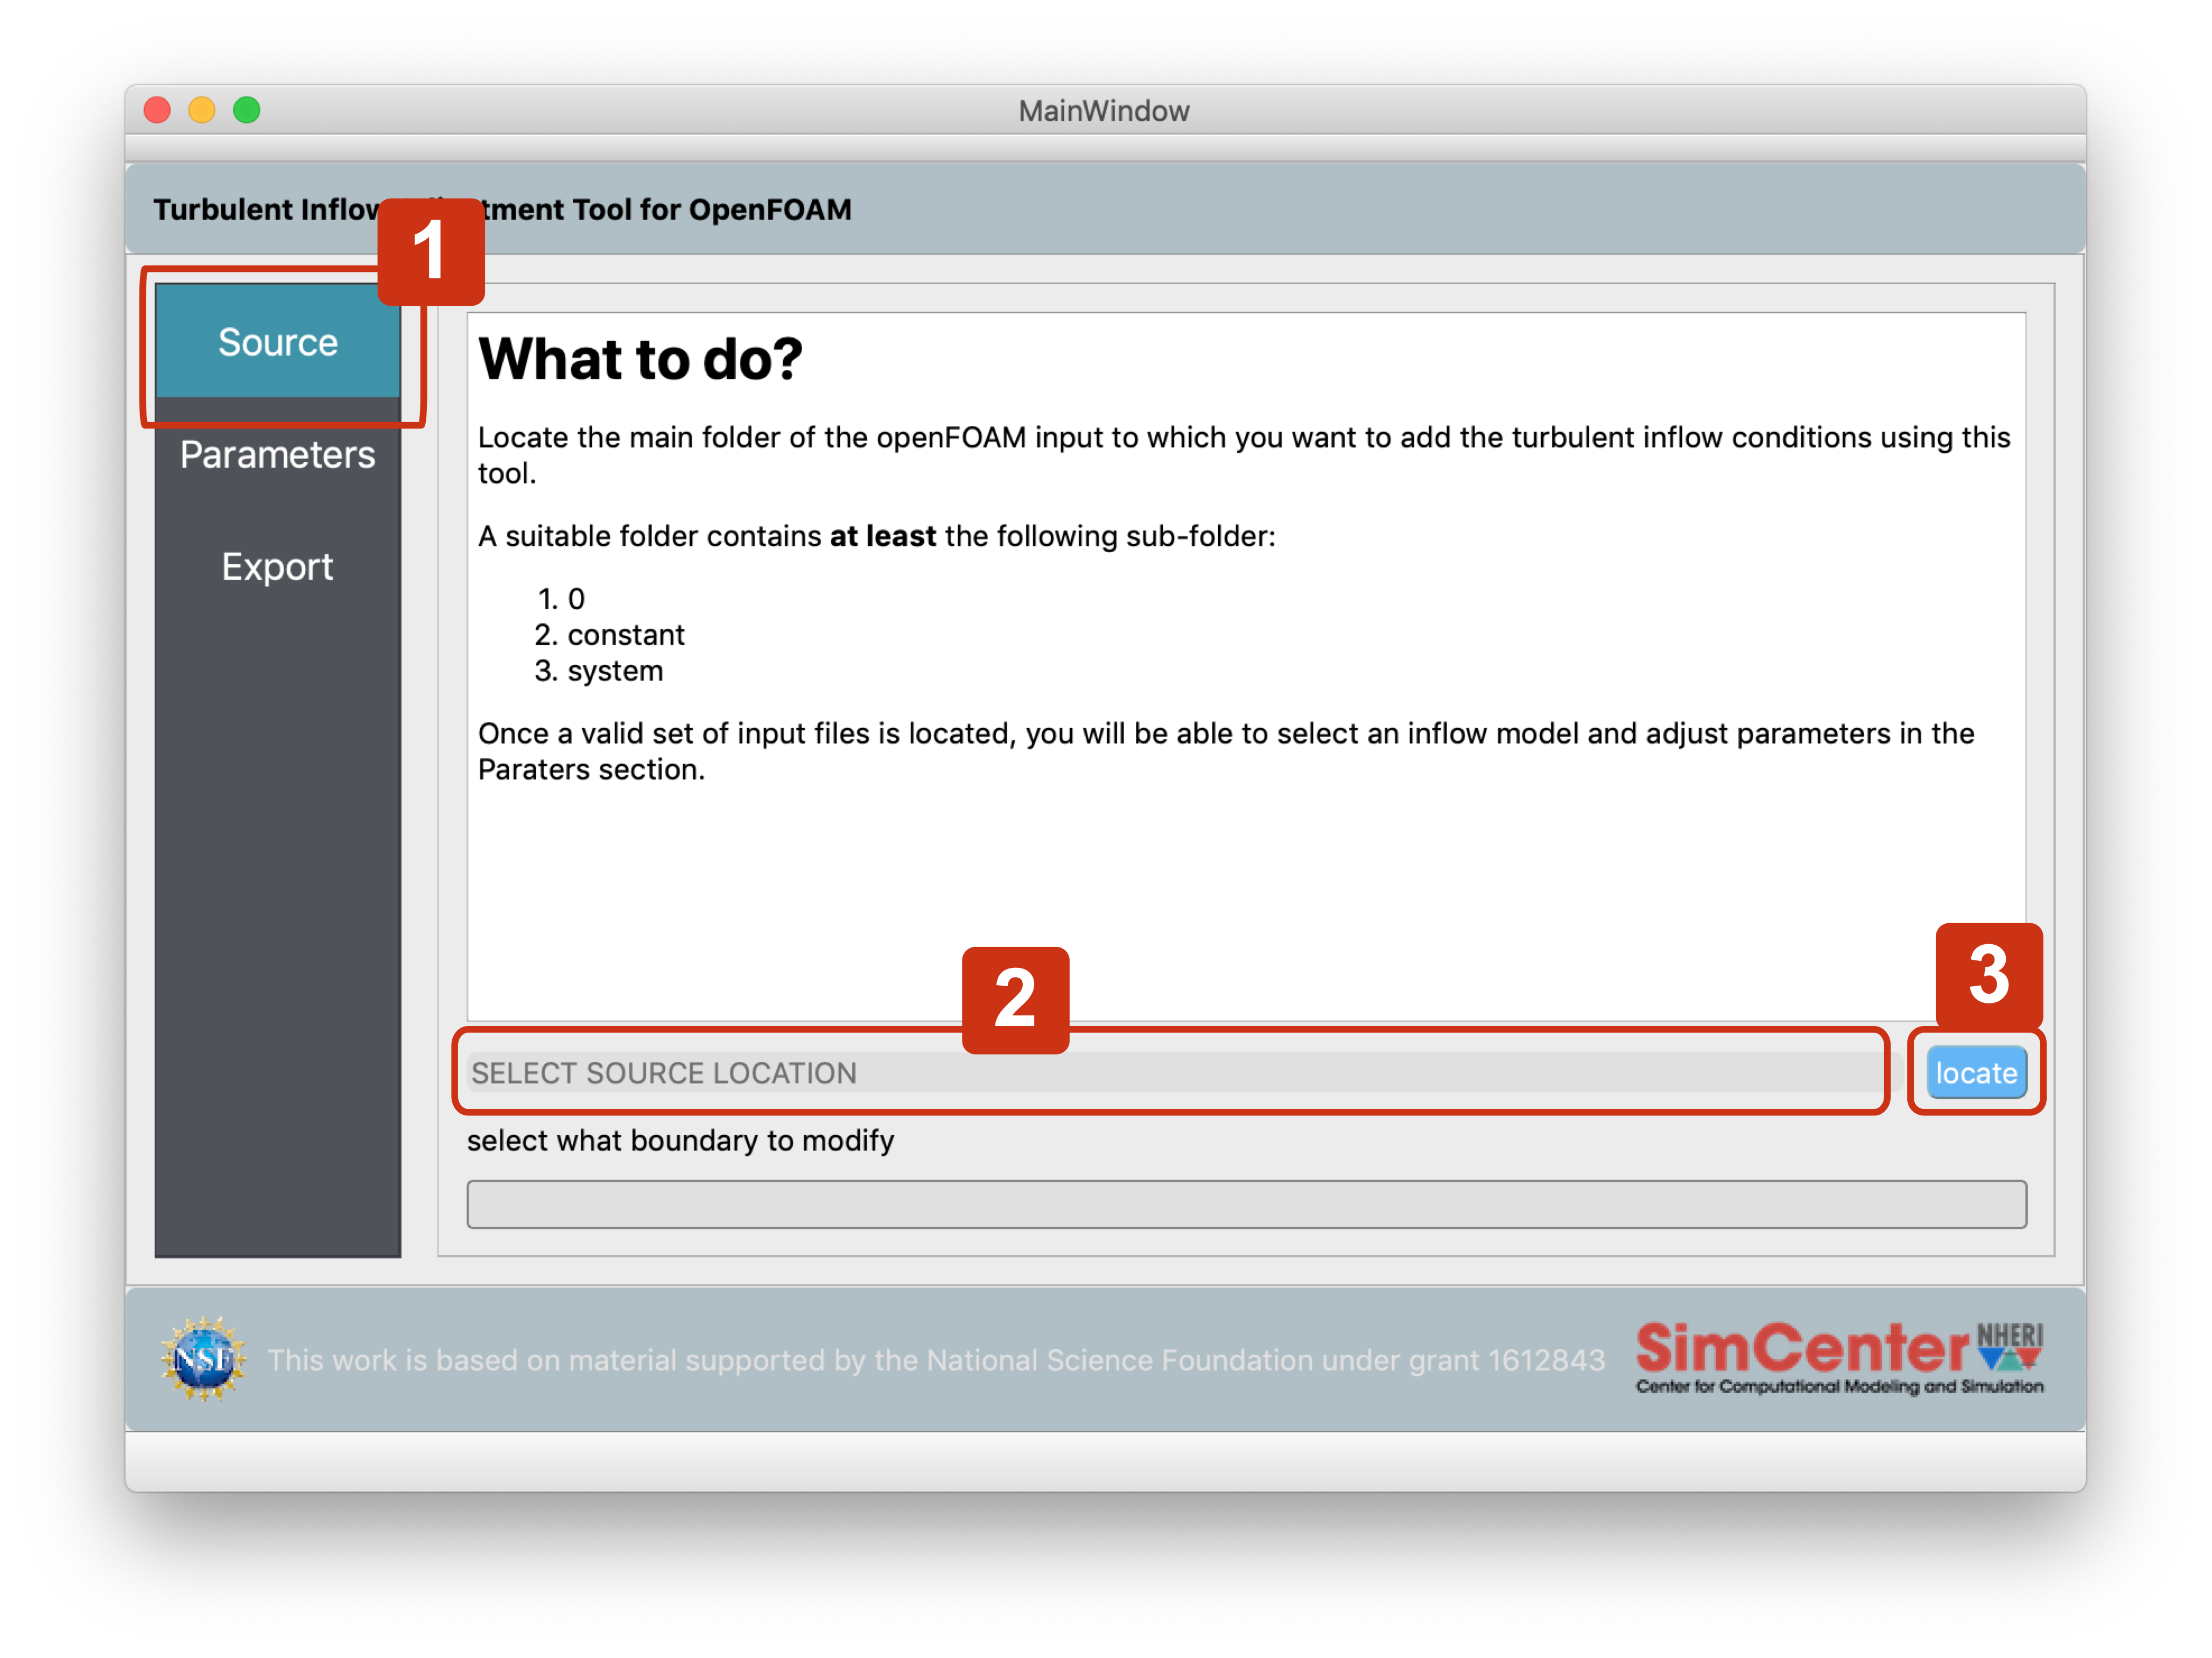 MainWindow
Turbulent Inflow tment Tool for OpenFOAM
1
Source
Parameters
Export
What to do?
Locate the main folder of the openFOAM input to which you want to add the turbulent inflow conditions using this
tool.
A suitable folder contains at least the following sub-folder:
1. 0
2. constant
3. system
Once a valid set of input files is located, you will be able to select an inflow model and adjust parameters in the
Paraters section.
2
3
SELECT SOURCE LOCATION
locate
select what boundary to modify
NSF
This work is based on material supported by the National Science Foundation under grant 1612843
SimCenter NHERI
Center for Computational Modeling and Simulation